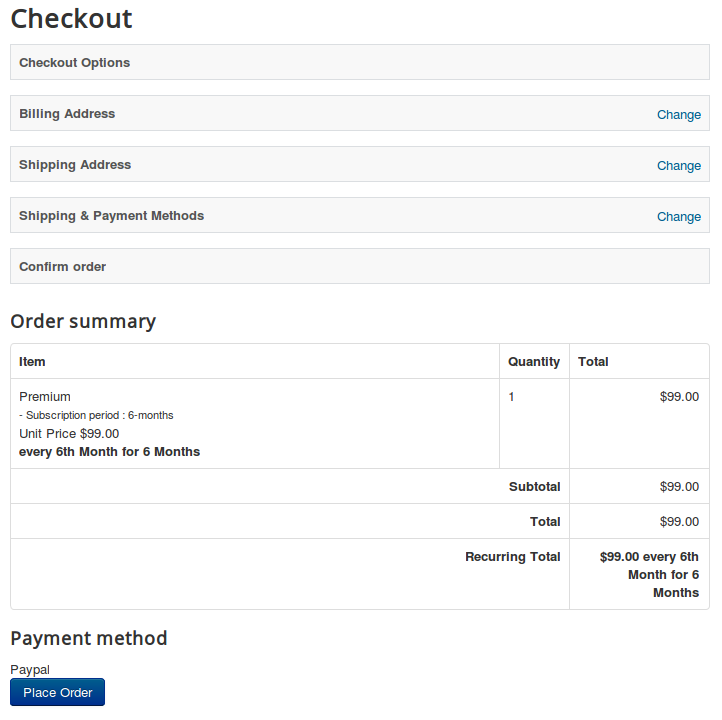 Checkout
Checkout Options
Billing Address Change
Shipping Address Change
Shipping & Payment Methods Change
Confirm order
Order summary
Item Quantity Total
Premium 1 $99.00
- Subscription period : 6-months
Unit Price $99.00
every 6th Month for 6 Months
Subtotal $99.00
Total $99.00
Recurring Total $99.00 every 6th
Month for 6
Months
Payment method
Paypal
Place Order